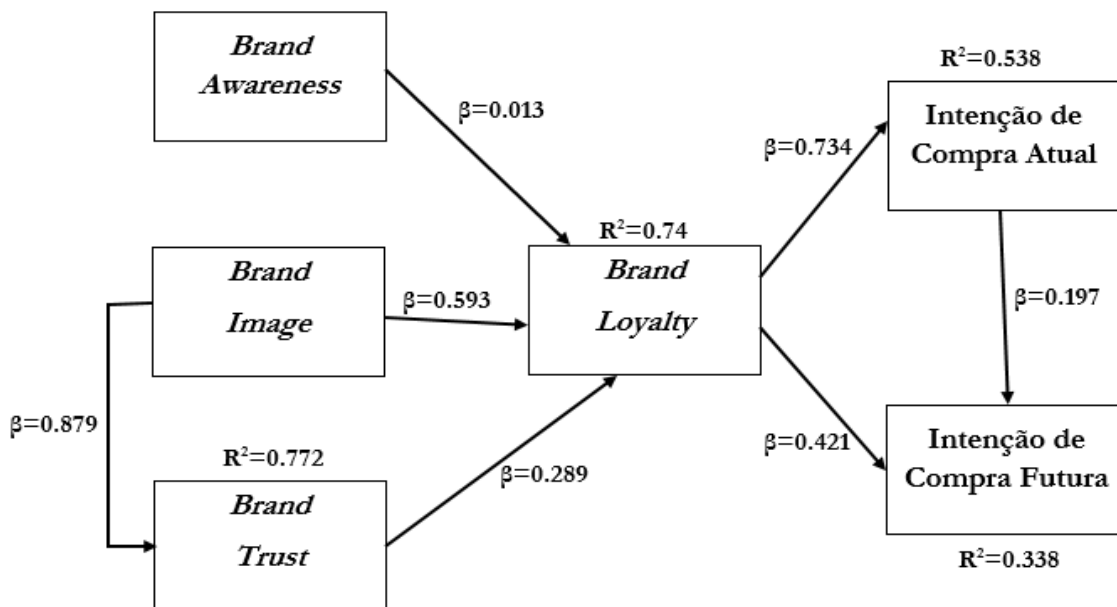 Brand
Awareness
β=0.013
R²=0.538
Intenção de
Compra Atual
β=0.734
R²=0.74
Brand
Image
β=0.593
Brand
Loyalty
β=0.197
β=0.879
R²=0.772
Brand
Trust
β=0.289
β=0.421
Intenção de
Compra Futura
R²=0.338